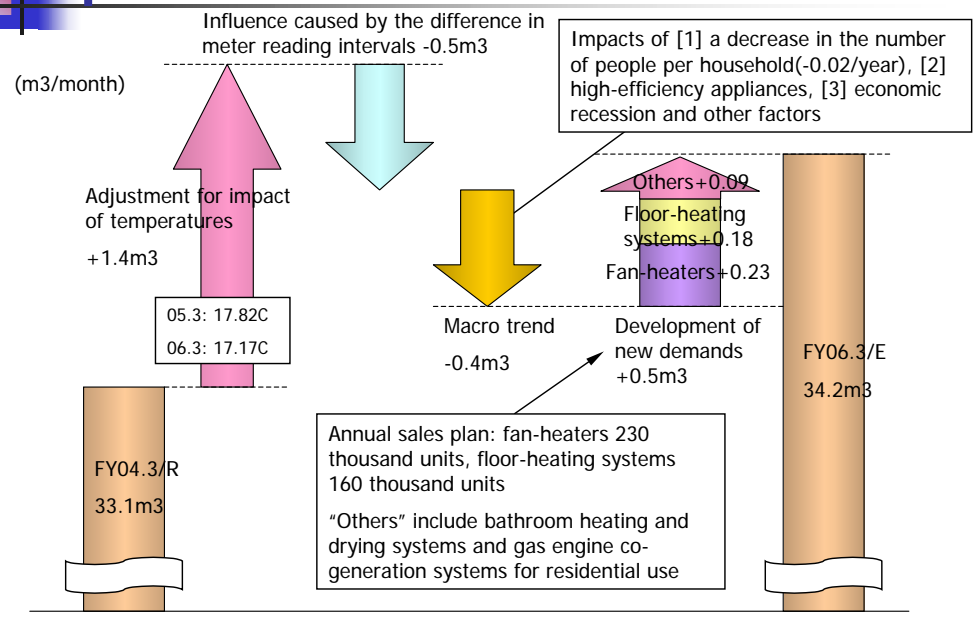 Influence caused by the difference in
meter reading intervals -0.5m3
(m3/month)
Impacts of [1] a decrease in the number
of people per household(-0.02/year), [2]
high-efficiency appliances, [3] economic
recession and other factors
Adjustment for impact
of temperatures
+1.4m3
05.3: 17.82C
06.3: 17.17C
Others+0.09
Floor-heating
systems+0.18
Fan-heaters+0.23
Macro trend
-0.4m3
Development of
new demands
+0.5m3
FY06.3/E
34.2m3
FY04.3/R
33.1m3
Annual sales plan: fan-heaters 230
thousand units, floor-heating systems
160 thousand units
“Others” include bathroom heating and
drying systems and gas engine co-
generation systems for residential use